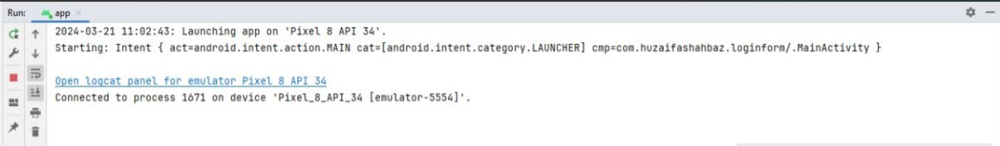 Run: app
2024-03-21 11:02:43: Launching app on 'Pixel 8 API 34'.
Starting: Intent { act=android.intent.action.MAIN cat=[android.intent.category.LAUNCHER] cmp=com.huzaifashahbaz.loginform/.MainActivity }
Open logcat panel for emulator Pixel 8 API 34
Connected to process 1671 on device 'Pixel_8_API_34 [emulator-5554]'.